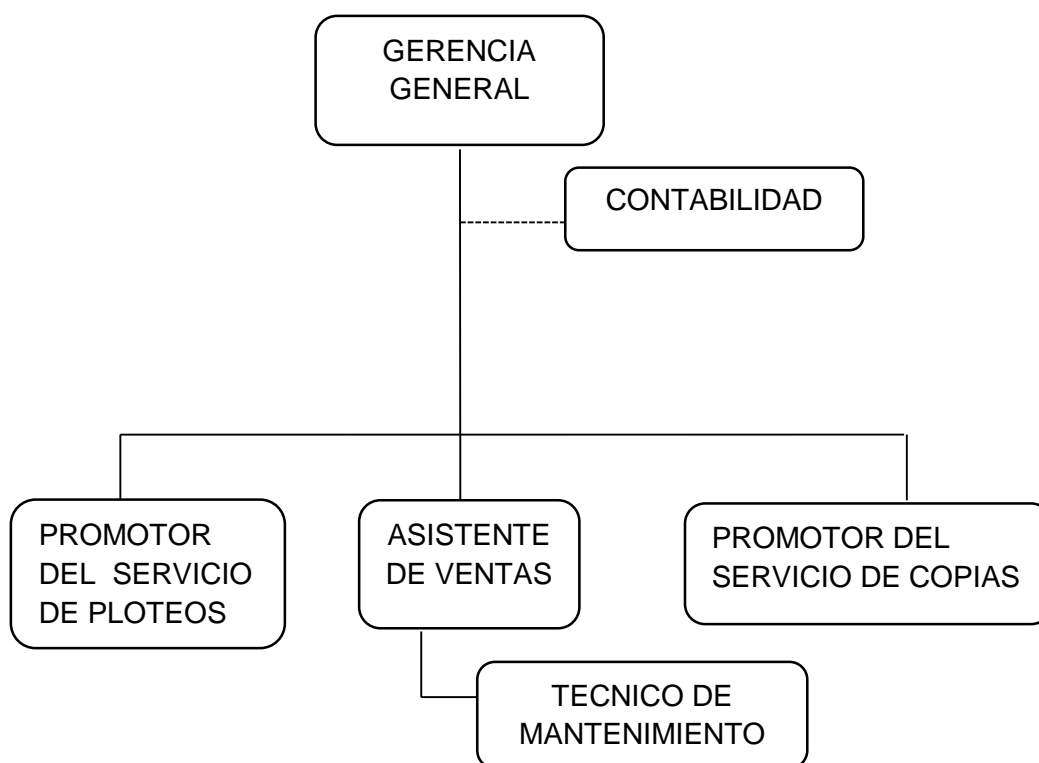 GERENCIA
GENERAL
CONTABILIDAD
PROMOTOR
DEL SERVICIO
DE PLOTEOS
ASISTENTE
DE VENTAS
PROMOTOR DEL
SERVICIO DE COPIAS
TECNICO DE
MANTENIMIENTO